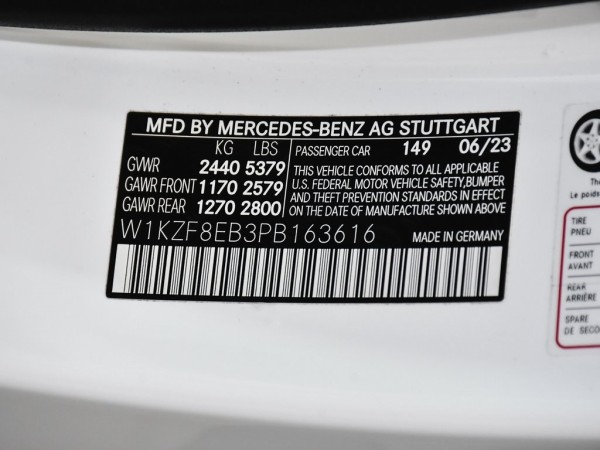 MFD BY MERCEDES-BENZ AG STUTTGART
KG LBS PASSENGER CAR 149 06/23
GVWR 2440 5379
GAWR FRONT 1170 2579
GAWR REAR 1270 2800
THIS VEHICLE CONFORMS TO ALL APPLICABLE
U.S. FEDERAL MOTOR VEHICLE SAFETY, BUMPER
AND THEFT PREVENTION STANDARDS IN EFFECT
ON THE DATE OF MANUFACTURE SHOWN ABOVE.
W1KZF8EB3PB163616 MADE IN GERMANY
The
Le poids
TIRE
PNEU
FRONT
AVANT
REAR
ARRIÈRE
SPARE
DE SECO